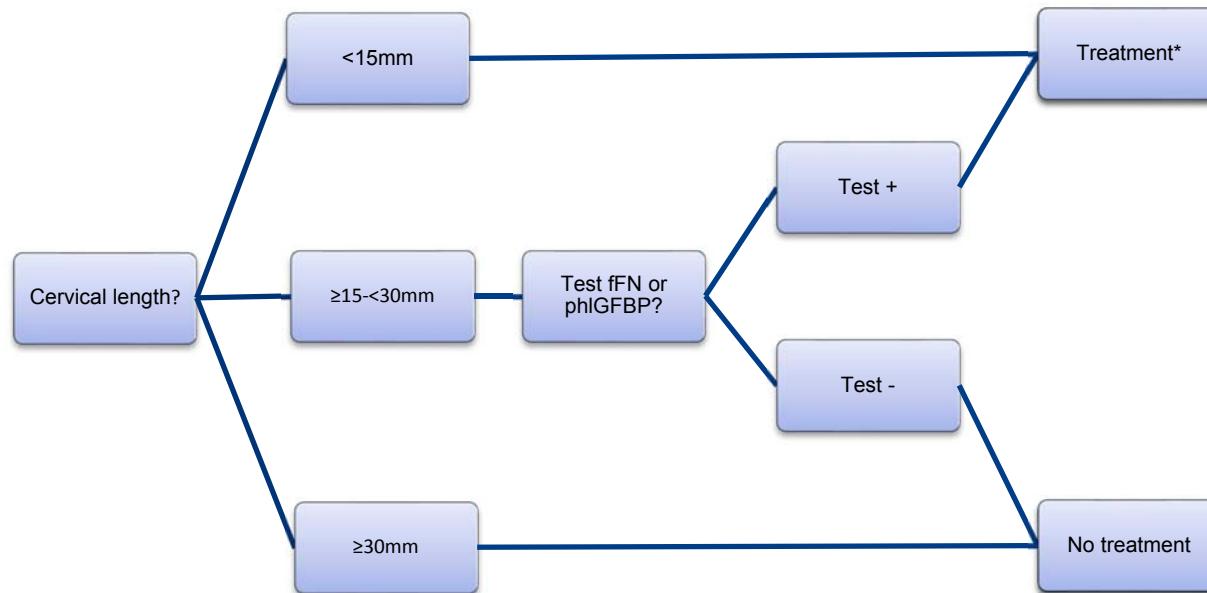 <15mm
Treatment*
Test +
Cervical length?
≥15-<30mm
Test fFN or
phIGFBP?
Test -
≥30mm
No treatment